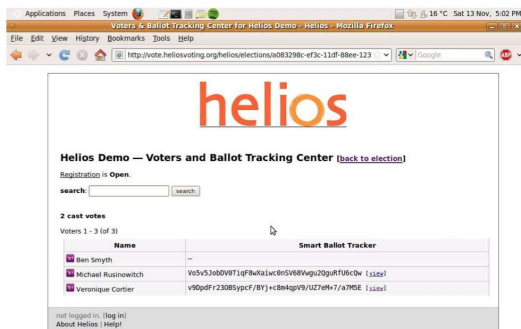 Applications Places System 16 °C Sat 13 Nov, 5:02 PM
Voters & Ballot Tracking Center for Helios Demo - Helios - Mozilla Firefox
File Edit View History Bookmarks Tools Help
http://vote.heliosvoting.org/helios/elections/a083298c-ef3c-11df-88ee-123 Google ABP
helios
Helios Demo — Voters and Ballot Tracking Center [back to election]
Registration is Open.
search: search
2 cast votes
Voters 1 - 3 (of 3)
Name Smart Ballot Tracker
Ben Smyth —
Michael Rusinowitch Vo5v5JobDV0TiqF8wXaiwc0nSV68Vwgu2QguRfU6cQw [view]
Veronique Cortier v9DpdFr23OBSypcF/BYj+c8m4qpV9/UZ7eM+7/a7M5E [view]
not logged in. [log in]
About Helios | Help!